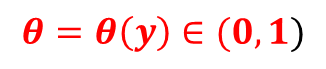 θ = θ(y) ∈ (0, 1)